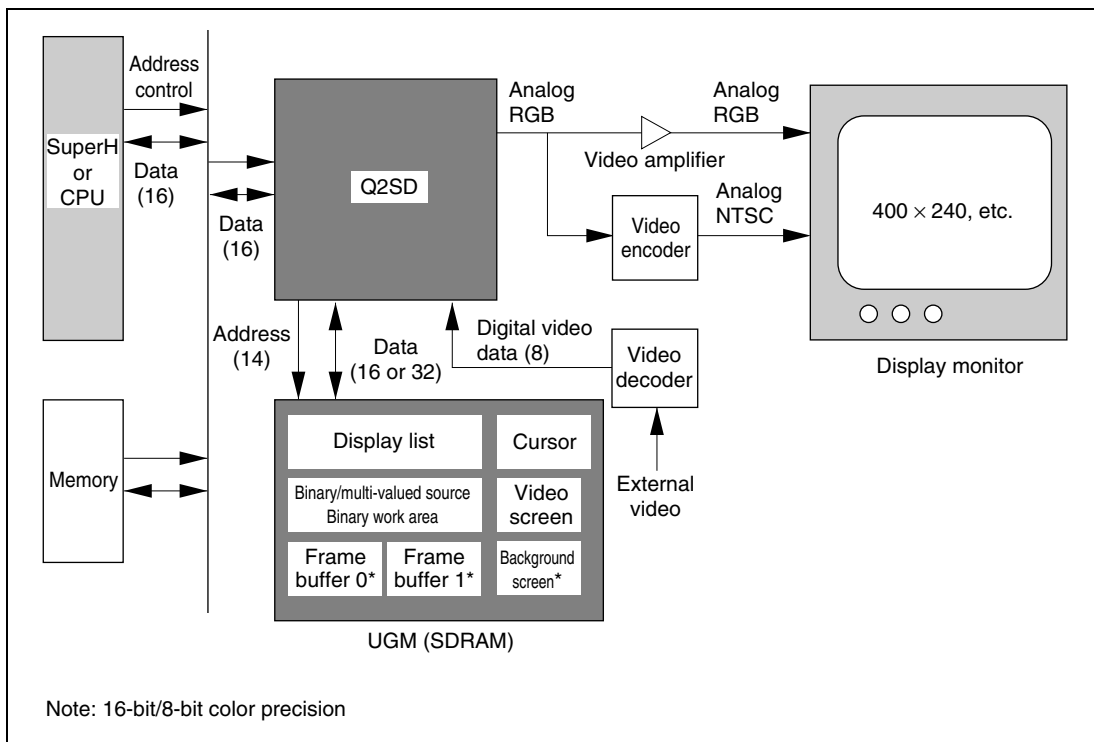 Address
control
SuperH
or
CPU
Data
(16)
Data
(16)
Q2SD
Analog
RGB
Video amplifier
Analog
RGB
Video
encoder
Analog
NTSC
400 × 240, etc.
Display monitor
Address
(14)
Data
(16 or 32)
Digital video
data (8)
Video
decoder
External
video
Memory
Display list
Cursor
Binary/multi-valued source
Binary work area
Video
screen
Frame
buffer 0*
Frame
buffer 1*
Background
screen*
UGM (SDRAM)
Note: 16-bit/8-bit color precision